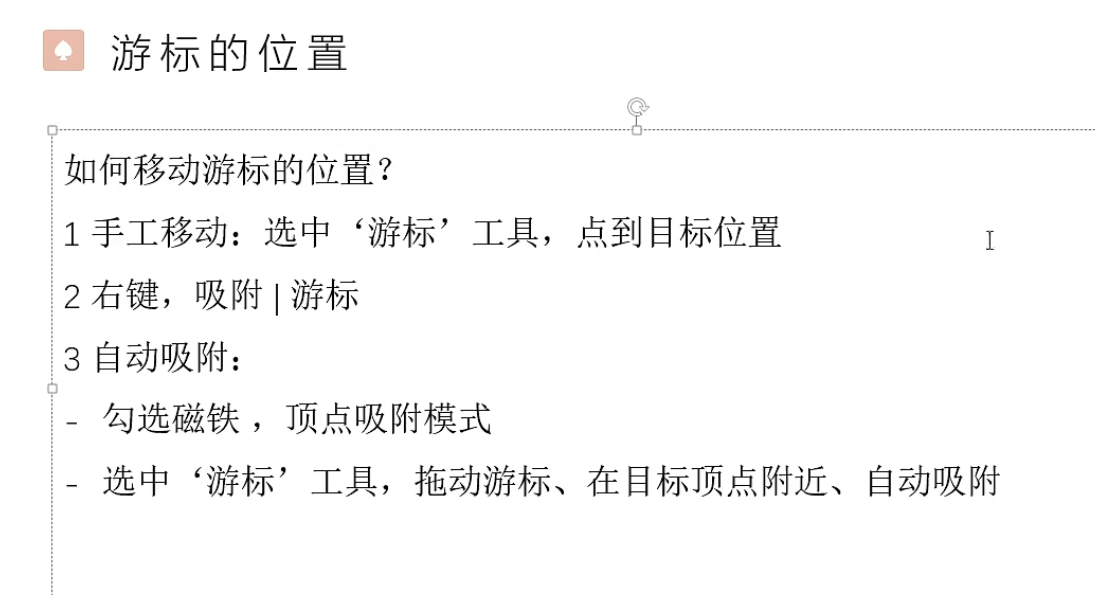 游标的位置
如何移动游标的位置？
1 手工移动：选中‘游标’工具，点到目标位置
2 右键，吸附 | 游标
3 自动吸附：
- 勾选磁铁 ，顶点吸附模式
- 选中‘游标’工具，拖动游标、在目标顶点附近、自动吸附